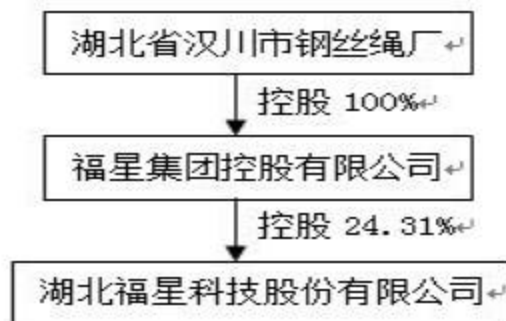 湖北省汉川市钢丝绳厂↵
控股 100%↵
福星集团控股有限公司↵
控股 24.31%↵
湖北福星科技股份有限公司↵